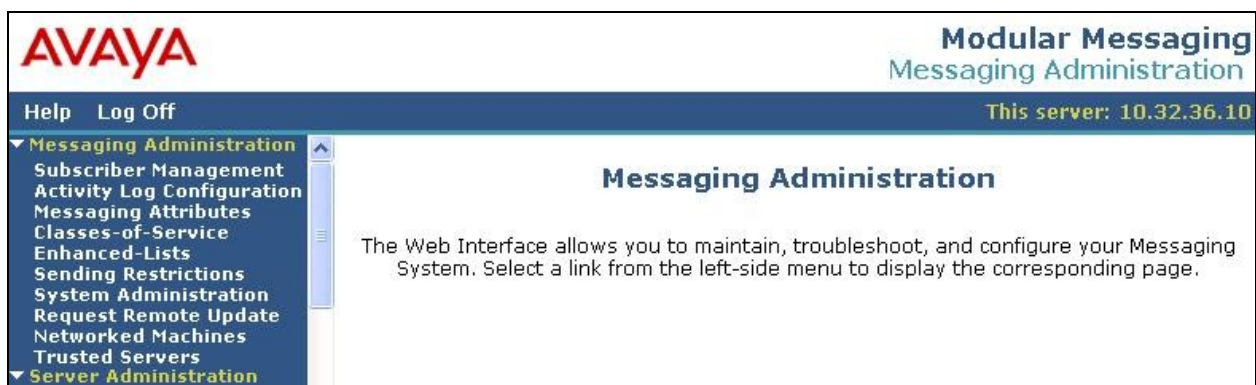 AVAYA
Modular Messaging
Messaging Administration
Help Log Off
This server: 10.32.36.10
Messaging Administration
Subscriber Management
Activity Log Configuration
Messaging Attributes
Classes-of-Service
Enhanced-Lists
Sending Restrictions
System Administration
Request Remote Update
Networked Machines
Trusted Servers
Server Administration
Messaging Administration
The Web Interface allows you to maintain, troubleshoot, and configure your Messaging
System. Select a link from the left-side menu to display the corresponding page.